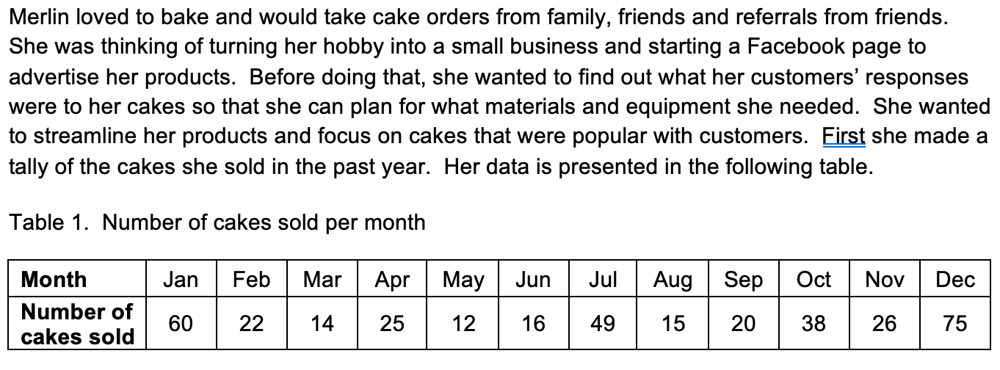 Merlin loved to bake and would take cake orders from family, friends and referrals from friends.
She was thinking of turning her hobby into a small business and starting a Facebook page to
advertise her products.  Before doing that, she wanted to find out what her customers’ responses
were to her cakes so that she can plan for what materials and equipment she needed.  She wanted
to streamline her products and focus on cakes that were popular with customers.  First she made a
tally of the cakes she sold in the past year.  Her data is presented in the following table.
Table 1.  Number of cakes sold per month
Month Jan Feb Mar Apr May Jun Jul Aug Sep Oct Nov Dec
Number of cakes sold 60 22 14 25 12 16 49 15 20 38 26 75